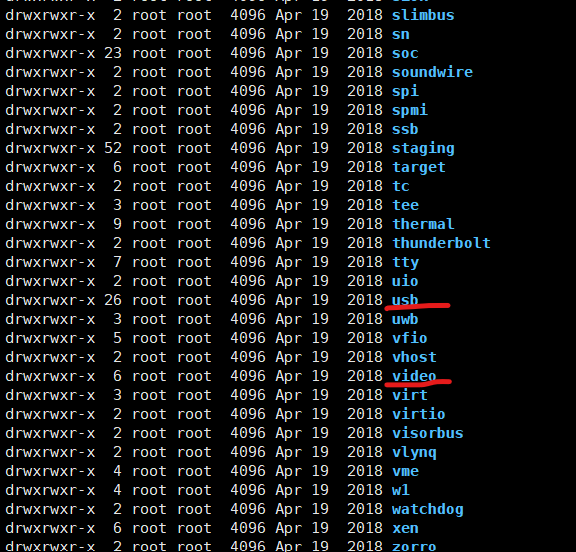 drwxrwxr-x 2 root root 4096 Apr 19 2018 slimbus
drwxrwxr-x 2 root root 4096 Apr 19 2018 sn
drwxrwxr-x 23 root root 4096 Apr 19 2018 soc
drwxrwxr-x 2 root root 4096 Apr 19 2018 soundwire
drwxrwxr-x 2 root root 4096 Apr 19 2018 spi
drwxrwxr-x 2 root root 4096 Apr 19 2018 spmi
drwxrwxr-x 2 root root 4096 Apr 19 2018 ssb
drwxrwxr-x 52 root root 4096 Apr 19 2018 staging
drwxrwxr-x 6 root root 4096 Apr 19 2018 target
drwxrwxr-x 2 root root 4096 Apr 19 2018 tc
drwxrwxr-x 3 root root 4096 Apr 19 2018 tee
drwxrwxr-x 9 root root 4096 Apr 19 2018 thermal
drwxrwxr-x 2 root root 4096 Apr 19 2018 thunderbolt
drwxrwxr-x 7 root root 4096 Apr 19 2018 tty
drwxrwxr-x 2 root root 4096 Apr 19 2018 uio
drwxrwxr-x 26 root root 4096 Apr 19 2018 usb
drwxrwxr-x 3 root root 4096 Apr 19 2018 uwb
drwxrwxr-x 5 root root 4096 Apr 19 2018 vfio
drwxrwxr-x 2 root root 4096 Apr 19 2018 vhost
drwxrwxr-x 6 root root 4096 Apr 19 2018 video
drwxrwxr-x 3 root root 4096 Apr 19 2018 virt
drwxrwxr-x 2 root root 4096 Apr 19 2018 virtio
drwxrwxr-x 2 root root 4096 Apr 19 2018 visorbus
drwxrwxr-x 2 root root 4096 Apr 19 2018 vlynq
drwxrwxr-x 4 root root 4096 Apr 19 2018 vme
drwxrwxr-x 4 root root 4096 Apr 19 2018 w1
drwxrwxr-x 2 root root 4096 Apr 19 2018 watchdog
drwxrwxr-x 6 root root 4096 Apr 19 2018 xen
drwxrwxr-x 2 root root 4096 Apr 19 2018 zorro